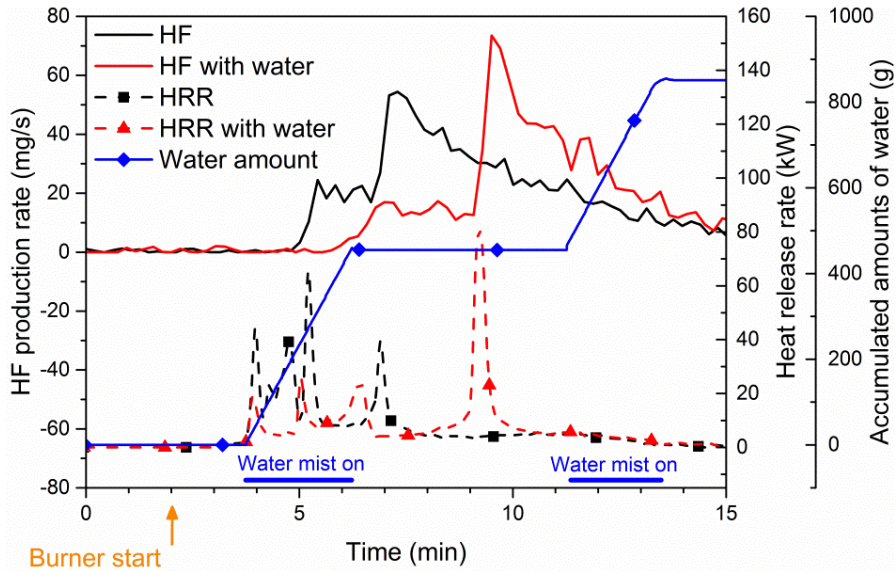 80
60
40
20
0
-20
-40
-60
-80
HF production rate (mg/s)
HF
HF with water
HRR
HRR with water
Water amount
160
140
120
100
80
60
40
20
0
Heat release rate (kW)
1000
800
600
400
200
0
Accumulated amounts of water (g)
Water mist on
Water mist on
0
5
10
15
Time (min)
Burner start